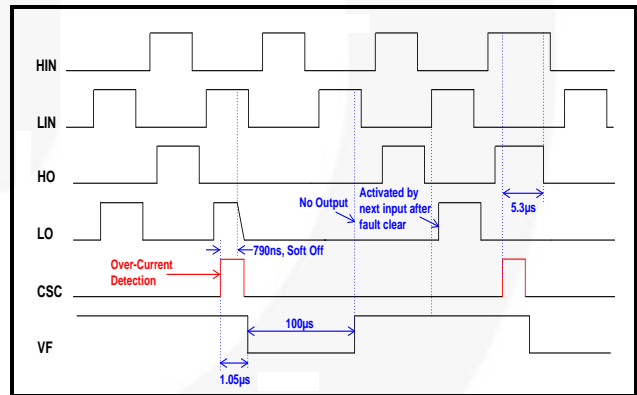 HIN
LIN
HO
No Output
Activated by
next input after
fault clear
5.3µs
LO
790ns, Soft Off
Over-Current
Detection
CSC
100µs
VF
1.05µs